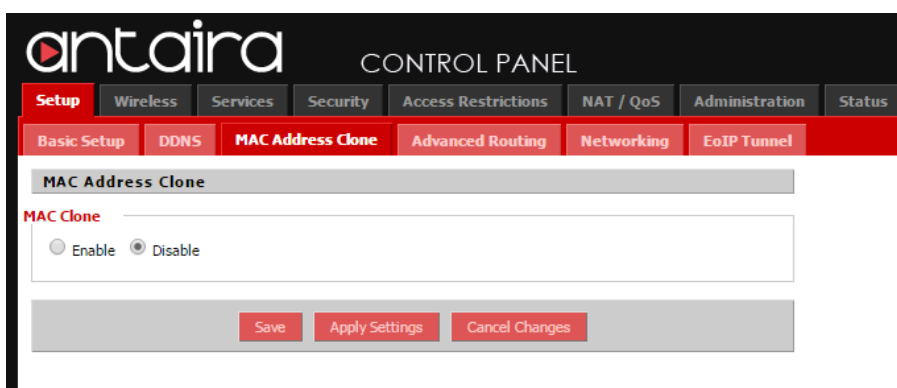 antaira CONTROL PANEL
Setup Wireless Services Security Access Restrictions NAT / QoS Administration Status
Basic Setup DDNS MAC Address Clone Advanced Routing Networking EoIP Tunnel
MAC Address Clone
MAC Clone
Enable Disable
Save Apply Settings Cancel Changes